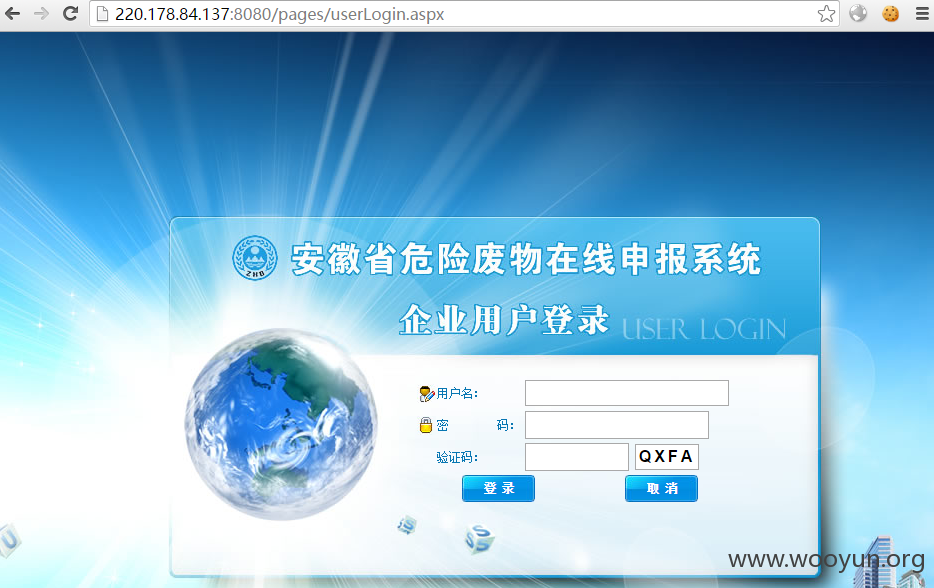 220.178.84.137:8080/pages/userLogin.aspx
ZHB
安徽省危险废物在线申报系统
企业用户登录 USER LOGIN
用户名:
密 码:
验证码: QXFA
登 录 取 消
S
S
U
S
S S
www.wooyun.org